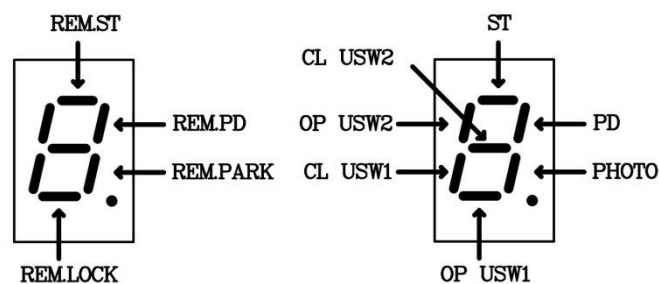 REM.ST
REM.PD
REM.PARK
REM.LOCK
ST
CL USW2
OP USW2
PD
CL USW1
PHOTO
OP USW1